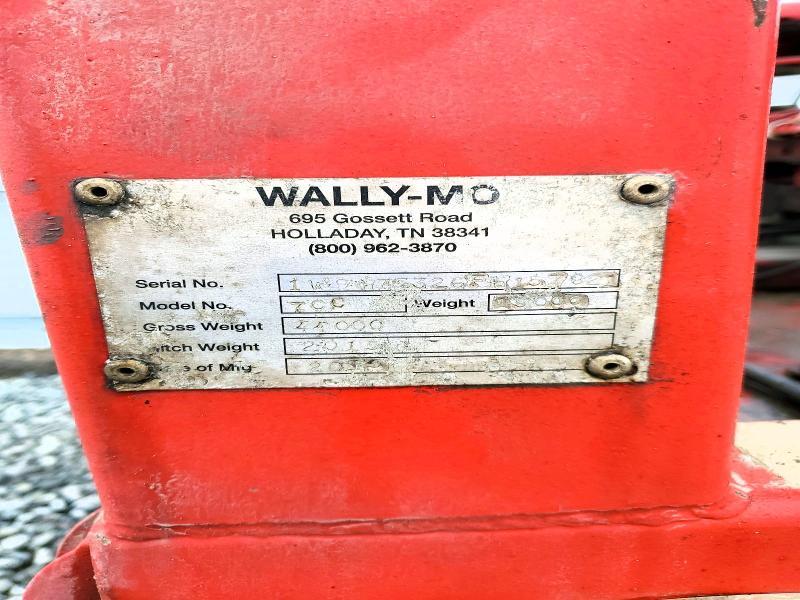 WALLY-MO
695 Gossett Road
HOLLADAY, TN 38341
(800) 962-3870
Serial No.
Model No. 700 Weight
Gross Weight 44000
Weight
of Mfg